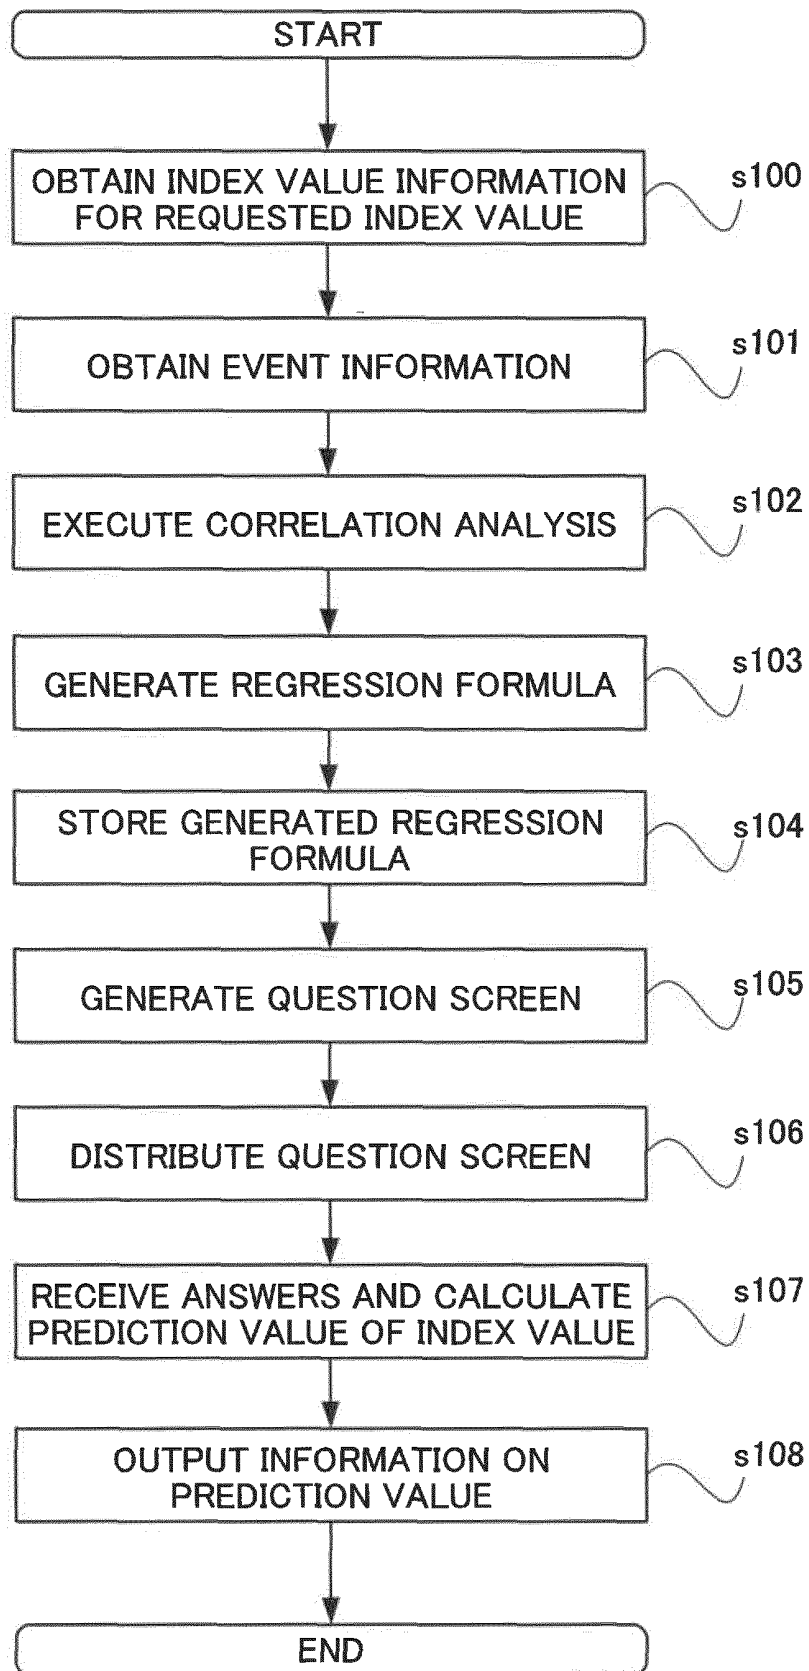 START
OBTAIN INDEX VALUE INFORMATION
FOR REQUESTED INDEX VALUE
s100
OBTAIN EVENT INFORMATION
s101
EXECUTE CORRELATION ANALYSIS
s102
GENERATE REGRESSION FORMULA
s103
STORE GENERATED REGRESSION
FORMULA
s104
GENERATE QUESTION SCREEN
s105
DISTRIBUTE QUESTION SCREEN
s106
RECEIVE ANSWERS AND CALCULATE
PREDICTION VALUE OF INDEX VALUE
s107
OUTPUT INFORMATION ON
PREDICTION VALUE
s108
END